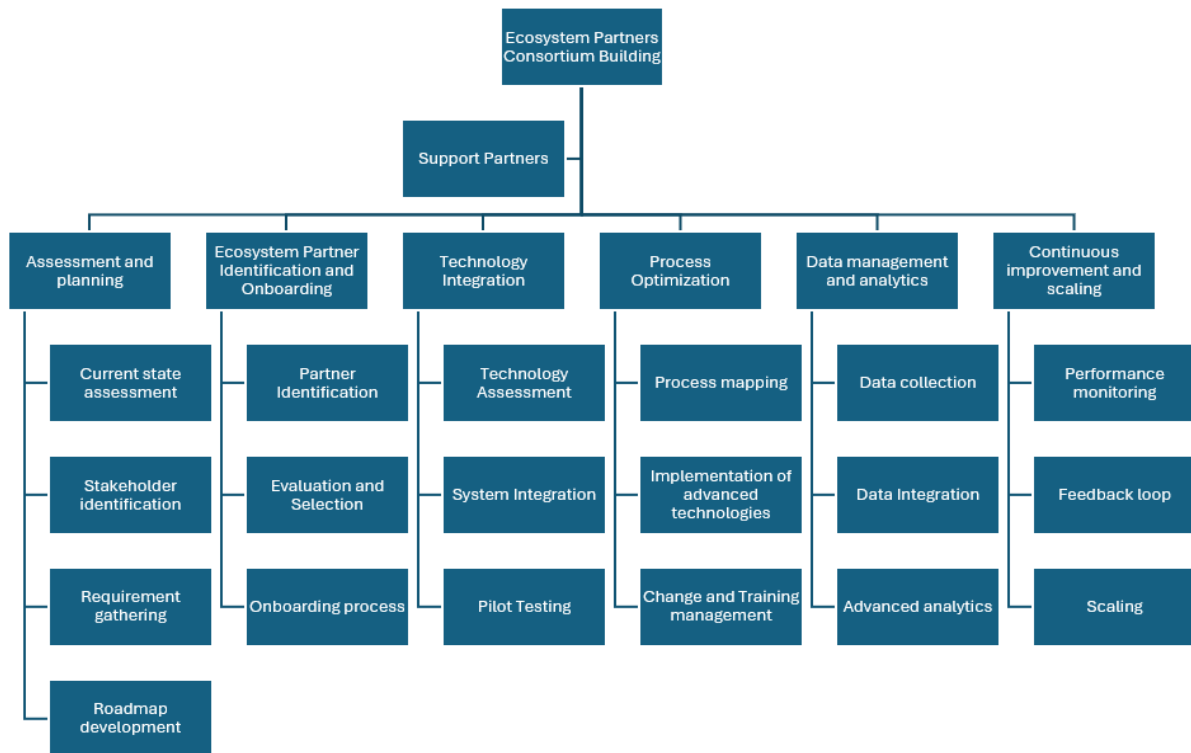 Ecosystem Partners
Consortium Building
Support Partners
Assessment and
planning
Ecosystem Partner
Identification and
Onboarding
Technology
Integration
Process
Optimization
Data management
and analytics
Continuous
improvement and
scaling
Current state
assessment
Stakeholder
identification
Requirement
gathering
Roadmap
development
Partner
Identification
Evaluation and
Selection
Onboarding process
Technology
Assessment
System Integration
Pilot Testing
Process mapping
Implementation of
advanced
technologies
Change and Training
management
Data collection
Data Integration
Advanced analytics
Performance
monitoring
Feedback loop
Scaling